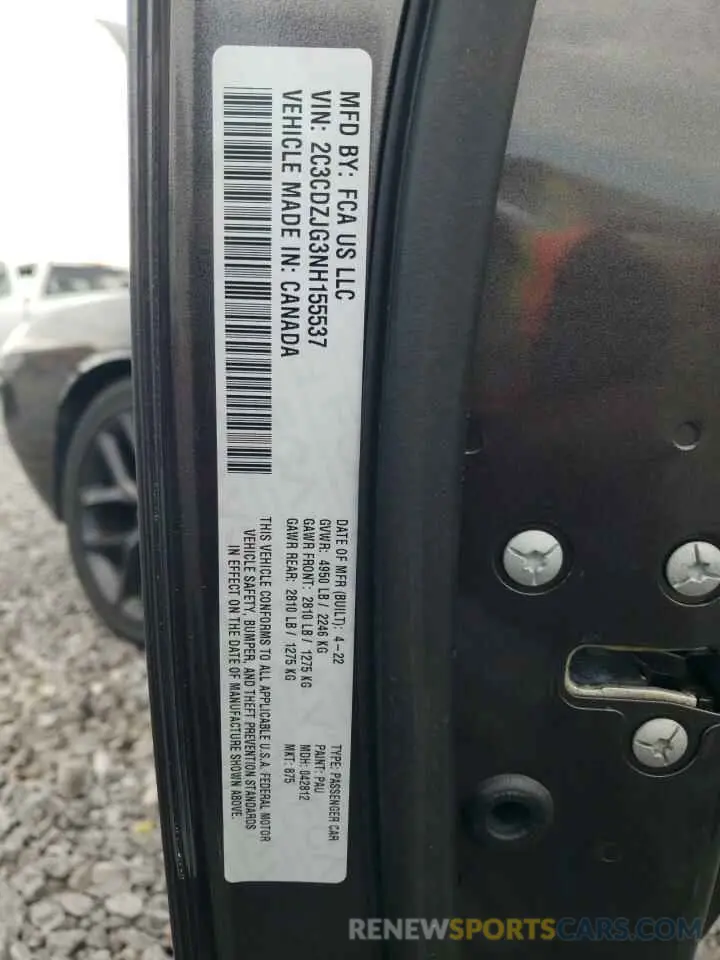 MFD BY: FCA US LLC
VIN: 2C3CDZJG3NH155537
VEHICLE MADE IN: CANADA
DATE OF MFR (BUILT): 4-22
GVWR: 4950 LB / 2246 KG
GAWR FRONT: 2810 LB / 1275 KG
GAWR REAR: 2810 LB / 1275 KG
TYPE: PASSENGER CAR
PAINT: PAU
MDH: 042812
MKT: 875
THIS VEHICLE CONFORMS TO ALL APPLICABLE U.S.A. FEDERAL MOTOR
VEHICLE SAFETY, BUMPER, AND THEFT PREVENTION STANDARDS
IN EFFECT ON THE DATE OF MANUFACTURE SHOWN ABOVE.
RENEWSPORTSCARS.COM